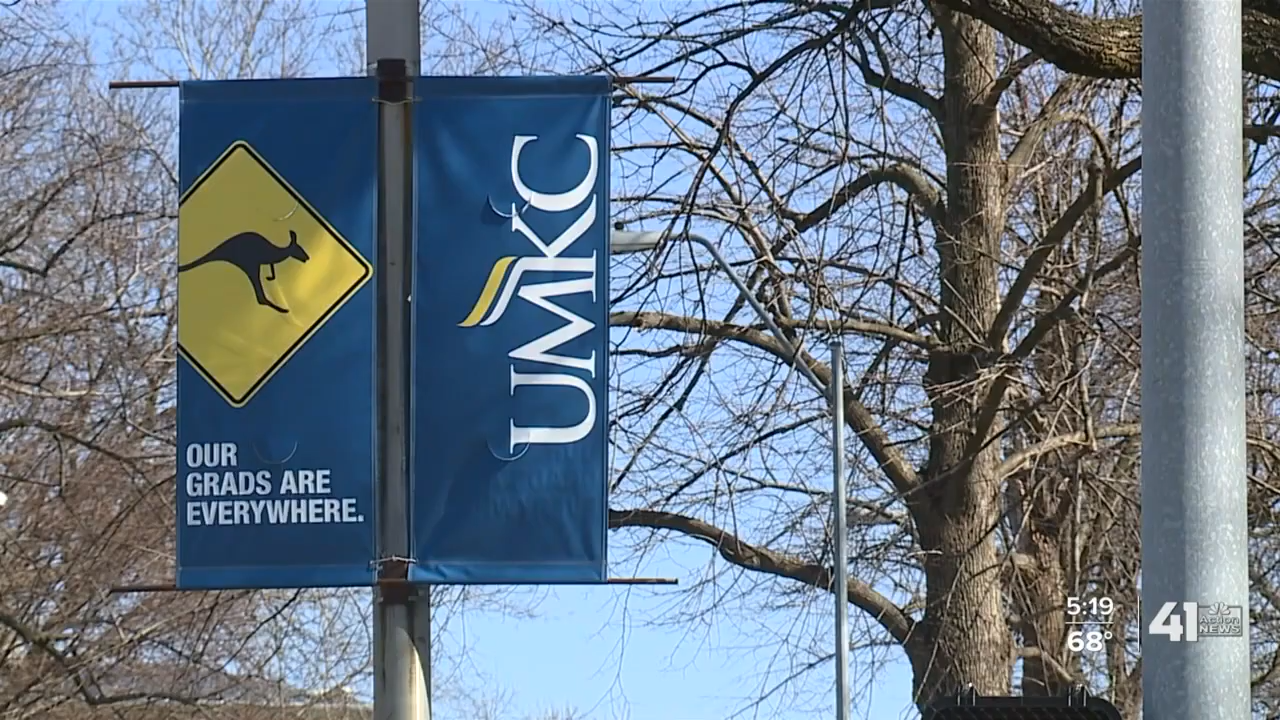 OUR
GRADS ARE
EVERYWHERE.
UMKC
5:19
68°
41 Action
NEWS